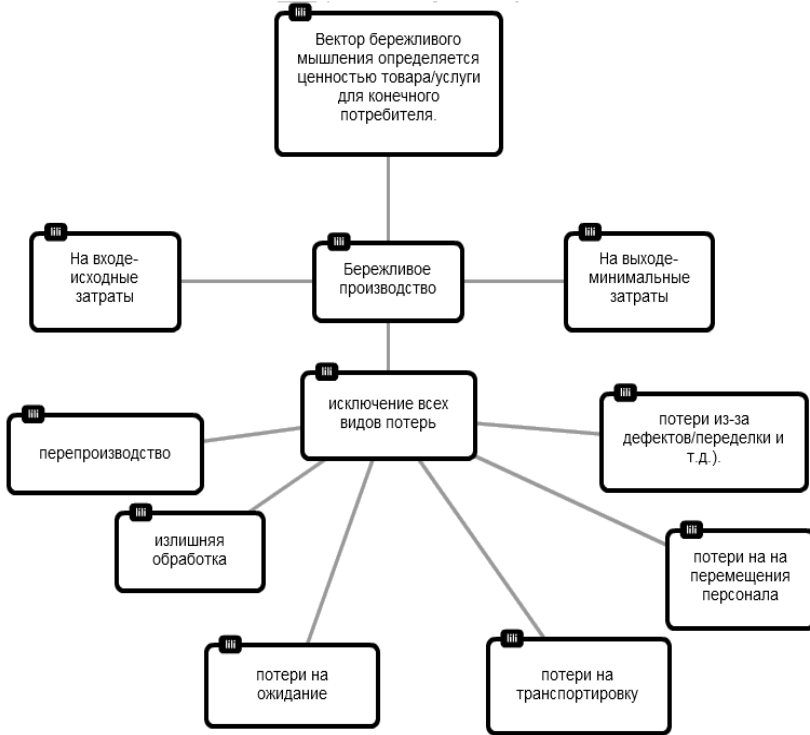 Вектор бережливого
мышления определяется
ценностью товара/услуги
для конечного
потребителя.
На входе-
исходные
затраты
Бережливое
производство
На выходе-
минимальные
затраты
исключение всех
видов потерь
перепроизводство
потери из-за
дефектов/переделки и
т.д.).
излишняя
обработка
потери на на
перемещения
персонала
потери на
ожидание
потери на
транспортировку